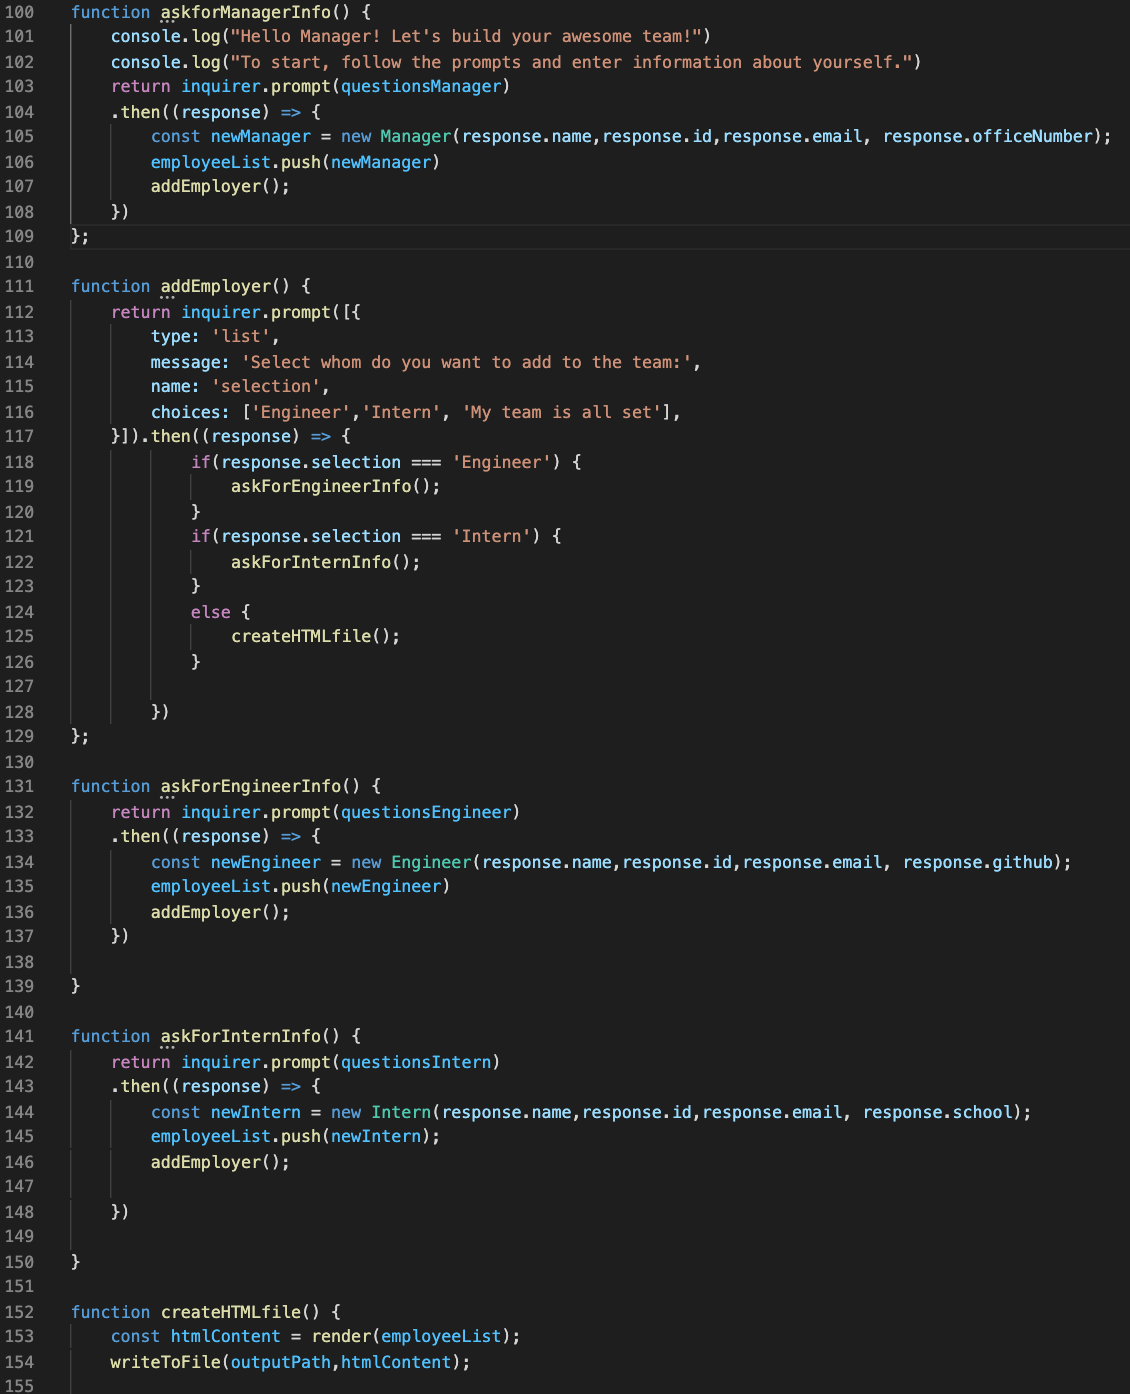 100 function askforManagerInfo() {
101     console.log("Hello Manager! Let's build your awesome team!")
102     console.log("To start, follow the prompts and enter information about yourself.")
103     return inquirer.prompt(questionsManager)
104     .then((response) => {
105         const newManager = new Manager(response.name,response.id,response.email, response.officeNumber);
106         employeeList.push(newManager)
107         addEmployer();
108     })
109 };
110
111 function addEmployer() {
112     return inquirer.prompt([{
113         type: 'list',
114         message: 'Select whom do you want to add to the team:',
115         name: 'selection',
116         choices: ['Engineer','Intern', 'My team is all set'],
117     }]).then((response) => {
118             if(response.selection === 'Engineer') {
119                 askForEngineerInfo();
120             }
121             if(response.selection === 'Intern') {
122                 askForInternInfo();
123             }
124             else {
125                 createHTMLfile();
126             }
127
128         })
129 };
130
131 function askForEngineerInfo() {
132     return inquirer.prompt(questionsEngineer)
133     .then((response) => {
134         const newEngineer = new Engineer(response.name,response.id,response.email, response.github);
135         employeeList.push(newEngineer)
136         addEmployer();
137     })
138
139 }
140
141 function askForInternInfo() {
142     return inquirer.prompt(questionsIntern)
143     .then((response) => {
144         const newIntern = new Intern(response.name,response.id,response.email, response.school);
145         employeeList.push(newIntern);
146         addEmployer();
147
148     })
149
150 }
151
152 function createHTMLfile() {
153     const htmlContent = render(employeeList);
154     writeToFile(outputPath,htmlContent);
155